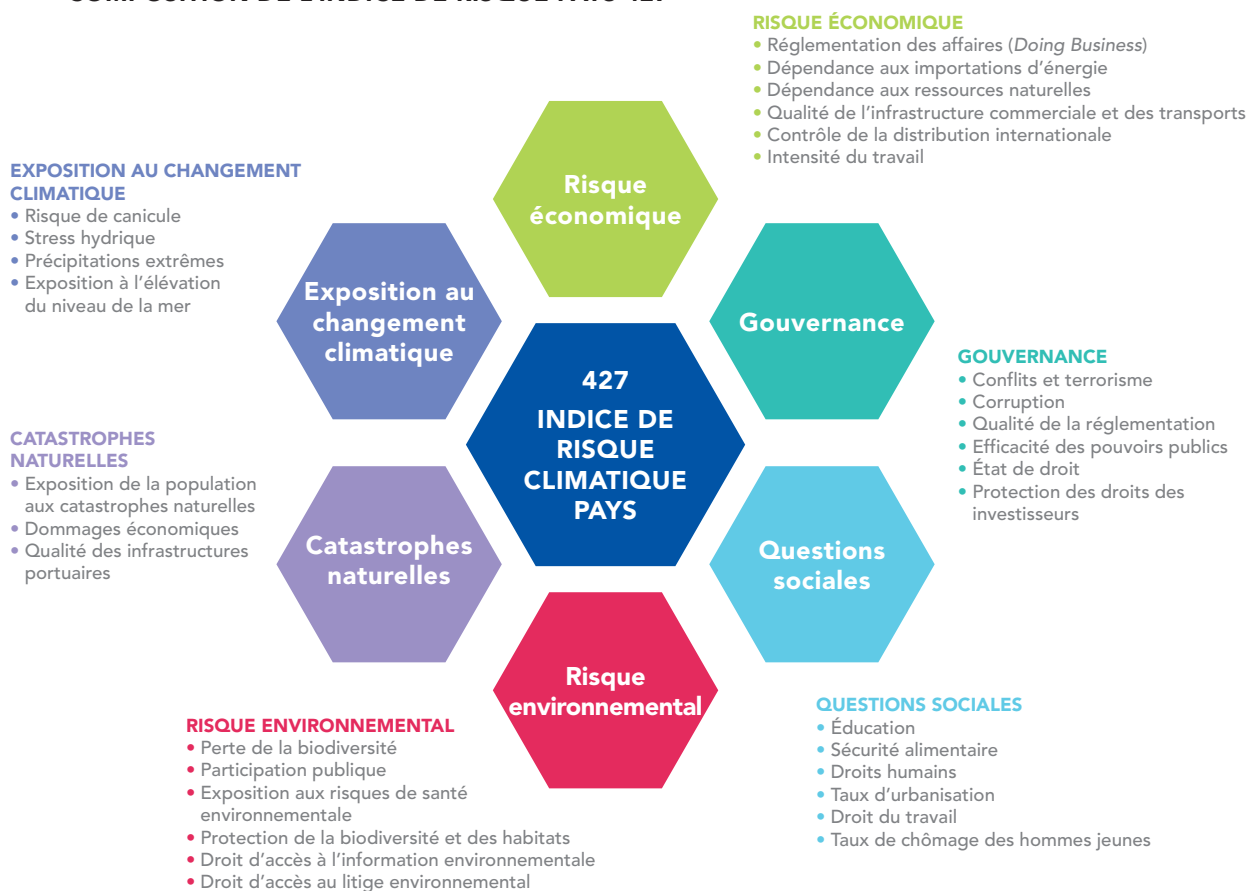 RISQUE ÉCONOMIQUE
• Réglementation des affaires (Doing Business)
• Dépendance aux importations d'énergie
• Dépendance aux ressources naturelles
• Qualité de l'infrastructure commerciale et des transports
• Contrôle de la distribution internationale
• Intensité du travail
EXPOSITION AU CHANGEMENT
CLIMATIQUE
• Risque de canicule
• Stress hydrique
• Précipitations extrêmes
• Exposition à l'élévation
du niveau de la mer
Risque
économique
Exposition au
changement
climatique
Gouvernance
GOUVERNANCE
• Conflits et terrorisme
• Corruption
• Qualité de la réglementation
• Efficacité des pouvoirs publics
• État de droit
• Protection des droits des
investisseurs
427
INDICE DE
RISQUE
CLIMATIQUE
PAYS
CATASTROPHES
NATURELLES
• Exposition de la population
aux catastrophes naturelles
• Dommages économiques
• Qualité des infrastructures
portuaires
Catastrophes
naturelles
Questions
sociales
Risque
environnemental
RISQUE ENVIRONNEMENTAL
• Perte de la biodiversité
• Participation publique
• Exposition aux risques de santé
environnementale
• Protection de la biodiversité et des habitats
• Droit d'accès à l'information environnementale
• Droit d'accès au litige environnemental
QUESTIONS SOCIALES
• Éducation
• Sécurité alimentaire
• Droits humains
• Taux d'urbanisation
• Droit du travail
• Taux de chômage des hommes jeunes